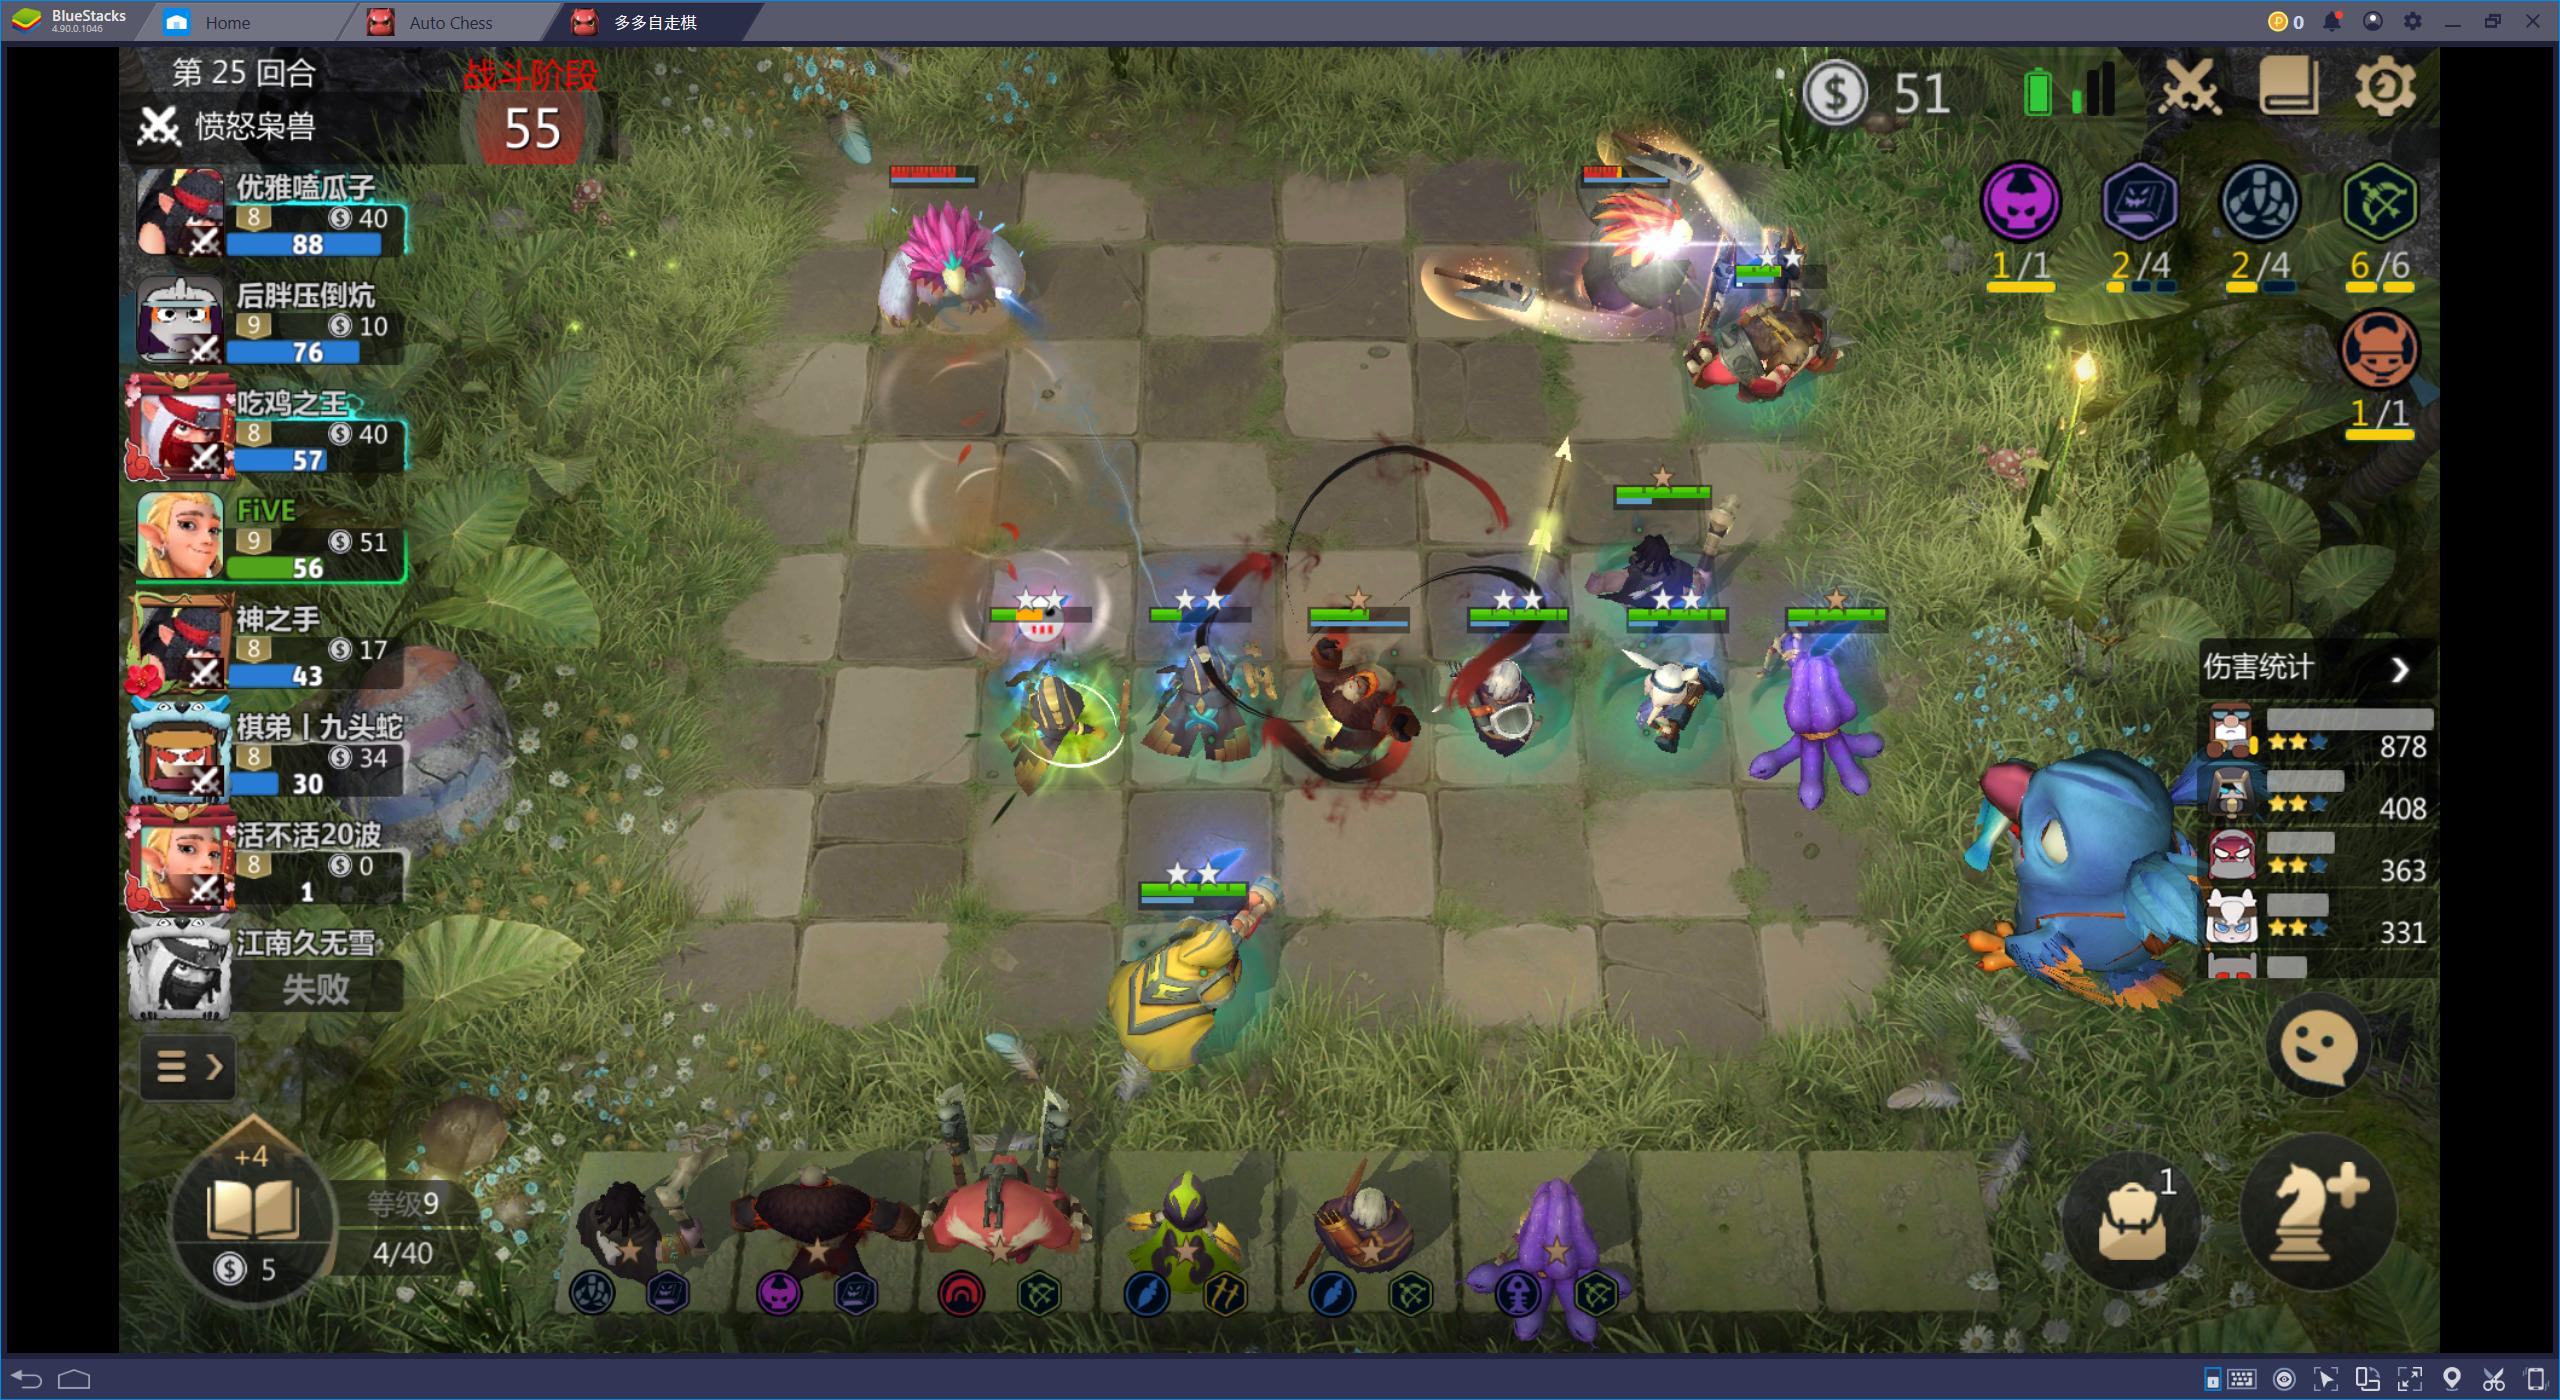 BlueStacks
4.90.0.1046
Home
Auto Chess
多多自走棋
0
第 25 回合
战斗阶段
愤怒枭兽
55
51
1/1
2/4
2/4
6/6
1/1
优雅嗑瓜子
8
40
88
后胖压倒炕
9
10
76
吃鸡之王
8
40
57
FiVE
9
51
56
神之手
8
17
43
棋弟丨九头蛇
8
34
30
活不活20波
8
0
1
江南久无雪
失败
伤害统计
878
408
363
331
+4
等级9
5
4/40
1